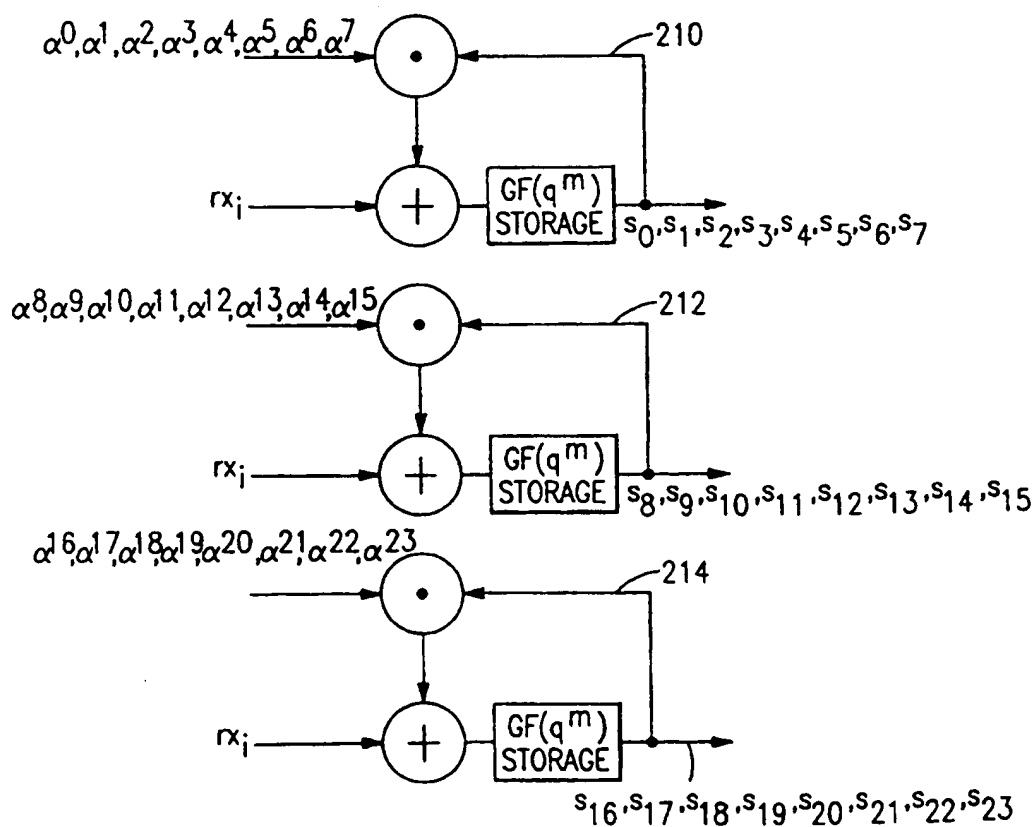 α⁰, α¹, α², α³, α⁴, α⁵, α⁶, α⁷
210
rxᵢ
GF(qᵐ)
STORAGE
s₀, s₁, s₂, s₃, s₄, s₅, s₆, s₇
α⁸, α⁹, α¹⁰, α¹¹, α¹², α¹³, α¹⁴, α¹⁵
212
rxᵢ
GF(qᵐ)
STORAGE
s₈, s₉, s₁₀, s₁₁, s₁₂, s₁₃, s₁₄, s₁₅
α¹⁶, α¹⁷, α¹⁸, α¹⁹, α²⁰, α²¹, α²², α²³
214
rxᵢ
GF(qᵐ)
STORAGE
s₁₆, s₁₇, s₁₈, s₁₉, s₂₀, s₂₁, s₂₂, s₂₃